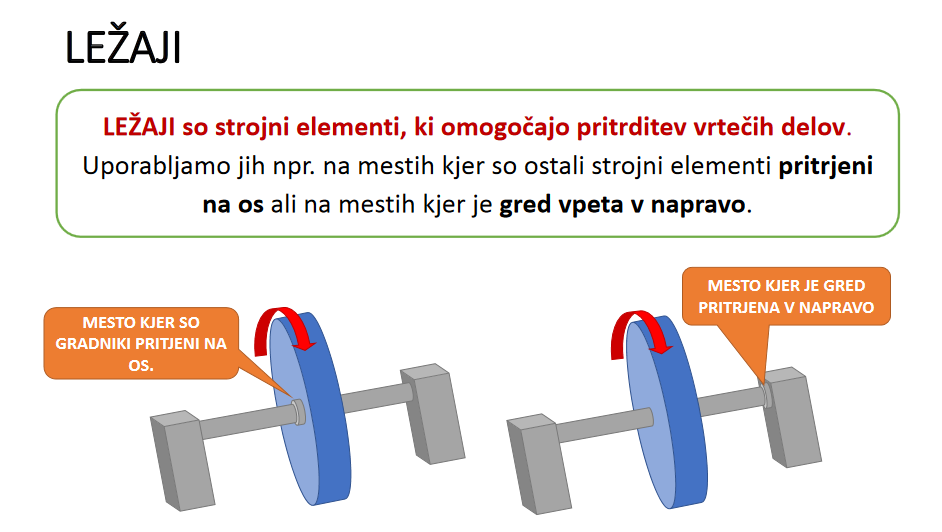 LEŽAJI
LEŽAJI so strojni elementi, ki omogočajo pritrditev vrtečih delov.
Uporabljamo jih npr. na mestih kjer so ostali strojni elementi pritrjeni
na os ali na mestih kjer je gred vpeta v napravo.
MESTO KJER SO
GRADNIKI PRITJENI NA
OS.
MESTO KJER JE GRED
PRITRJENA V NAPRAVO